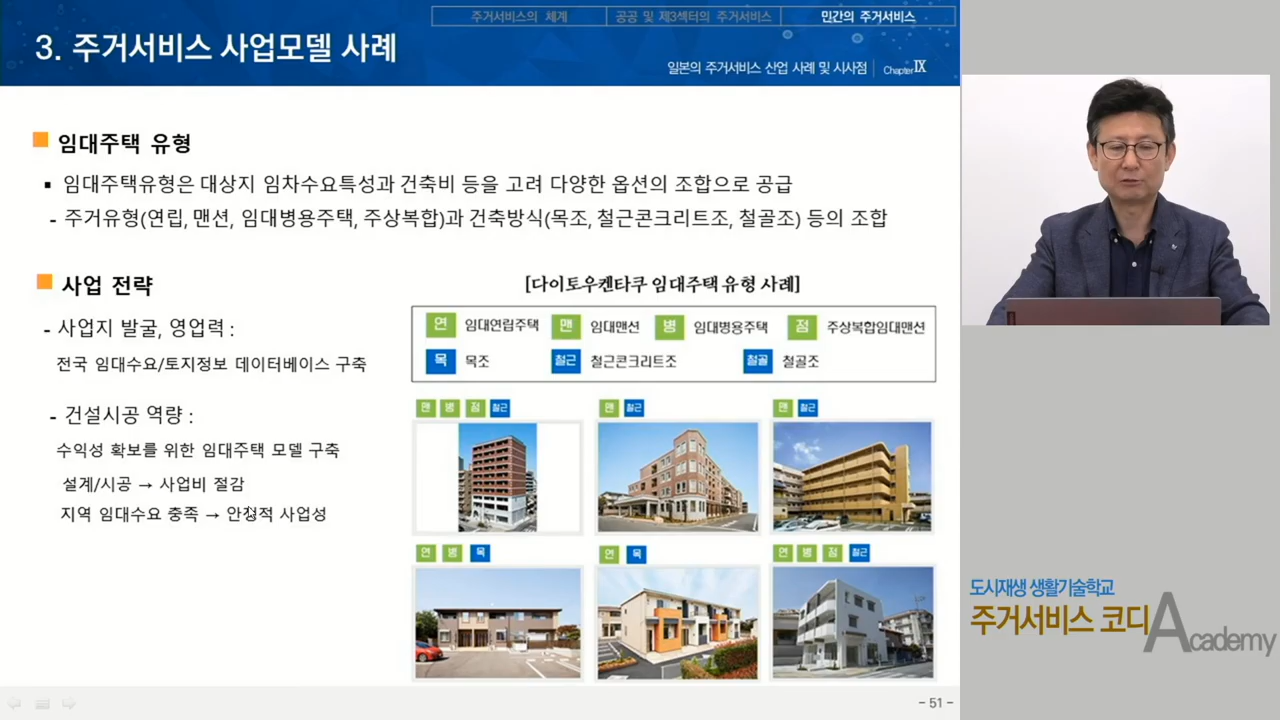 주거서비스의 체계
공공 및 제3섹터의 주거서비스
민간의 주거서비스
3. 주거서비스 사업모델 사례
일본의 주거서비스 산업 사례 및 시사점
Chapter Ⅸ
임대주택 유형
▪ 임대주택유형은 대상지 임차수요특성과 건축비 등을 고려 다양한 옵션의 조합으로 공급
- 주거유형(연립, 맨션, 임대병용주택, 주상복합)과 건축방식(목조, 철근콘크리트조, 철골조) 등의 조합
사업 전략
- 사업지 발굴, 영업력 :
전국 임대수요/토지정보 데이터베이스 구축
- 건설시공 역량 :
수익성 확보를 위한 임대주택 모델 구축
설계/시공 → 사업비 절감
지역 임대수요 충족 → 안정적 사업성
[다이토우켄타쿠 임대주택 유형 사례]
연 임대연립주택 맨 임대맨션 병 임대병용주택 점 주상복합임대맨션
목 목조 철근 철근콘크리트조 철골 철골조
맨 병 점 철근
맨 철근
맨 철근
연 병 목
연 목
연 병 점 철근
- 51 -
도시재생 생활기술학교
주거서비스 코디 Academy